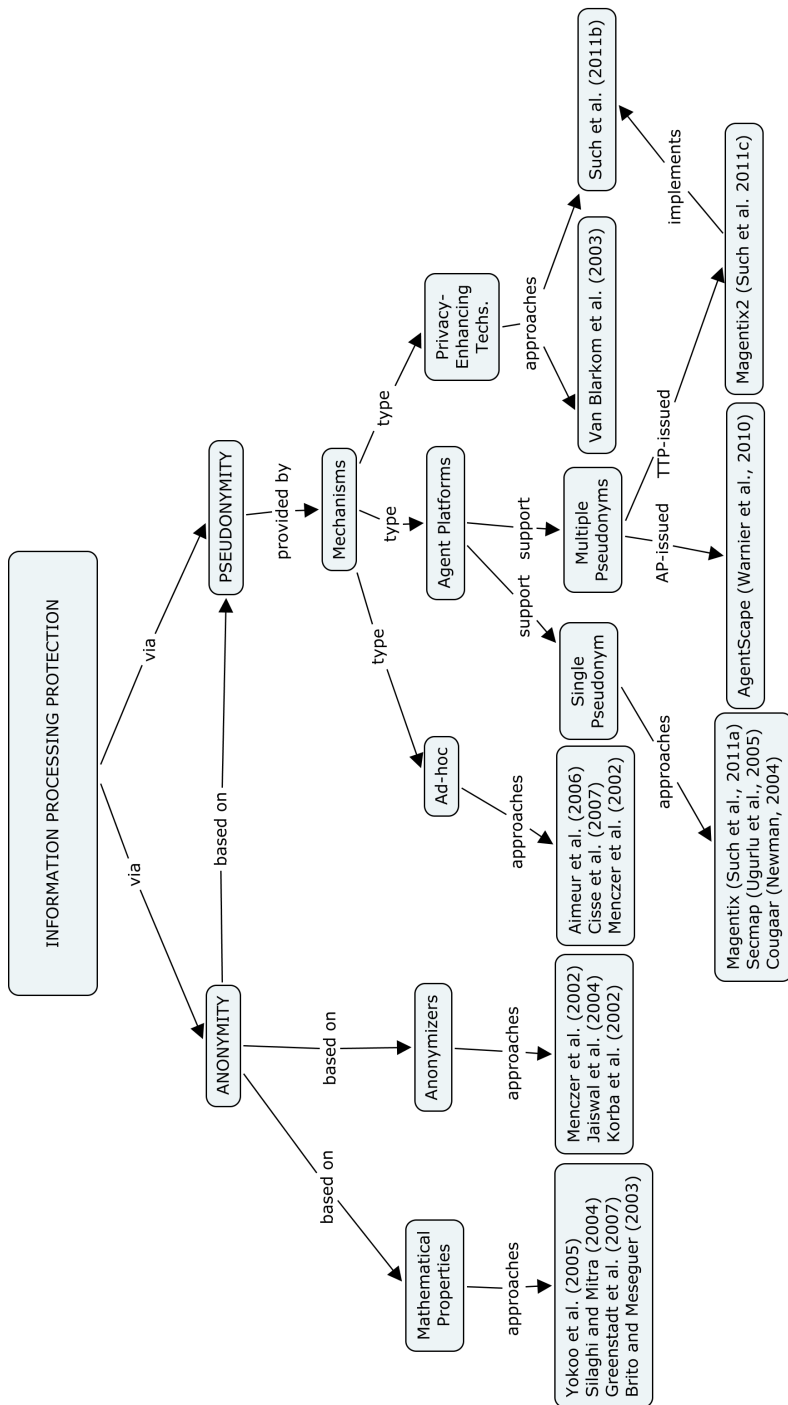 INFORMATION PROCESSING PROTECTION
via
via
ANONYMITY
based on
PSEUDONYMITY
based on
based on
provided by
Mechanisms
type
type
type
Mathematical
Properties
Anonymizers
Ad-hoc
Agent Platforms
Privacy-
Enhancing
Techs.
approaches
approaches
approaches
support
support
approaches
Yokoo et al. (2005)
Silaghi and Mitra (2004)
Greenstadt et al. (2007)
Brito and Meseguer (2003)
Menczer et al. (2002)
Jaiswal et al. (2004)
Korba et al. (2002)
Aimeur et al. (2006)
Cisse et al. (2007)
Menczer et al. (2002)
Single
Pseudonym
Multiple
Pseudonyms
Van Blarkom et al. (2003)
Such et al. (2011b)
approaches
AP-issued
TTP-issued
implements
Magentix (Such et al., 2011a)
Secmap (Ugurlu et al., 2005)
Cougaar (Newman, 2004)
AgentScape (Warnier et al., 2010)
Magentix2 (Such et al. 2011c)